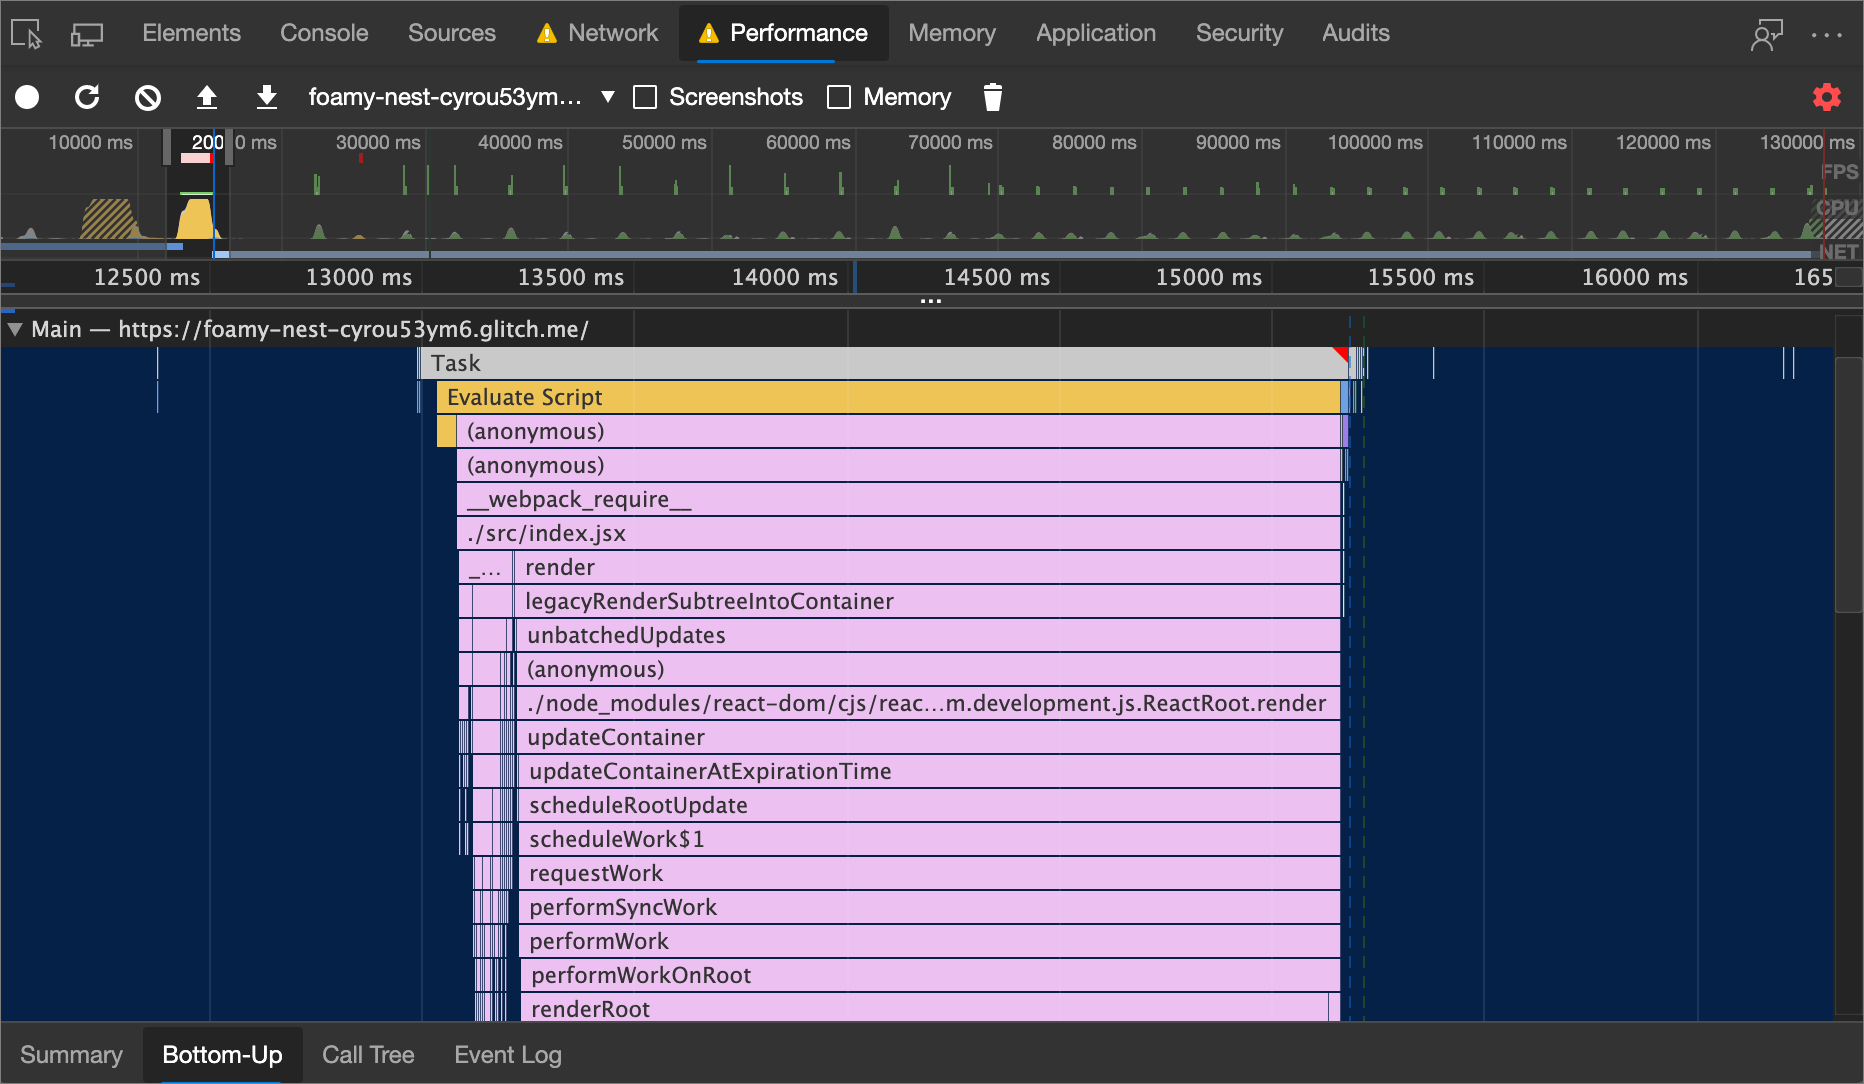 Elements Console Sources Network Performance Memory Application Security Audits
foamy-nest-cyrou53ym... Screenshots Memory
10000 ms 200 0 ms 30000 ms 40000 ms 50000 ms 60000 ms 70000 ms 80000 ms 90000 ms 100000 ms 110000 ms 120000 ms 130000 ms
FPS
CPU
NET
12500 ms 13000 ms 13500 ms 14000 ms 14500 ms 15000 ms 15500 ms 16000 ms 165
...
Main — https://foamy-nest-cyrou53ym6.glitch.me/
Task
Evaluate Script
(anonymous)
(anonymous)
__webpack_require__
./src/index.jsx
_... render
legacyRenderSubtreeIntoContainer
unbatchedUpdates
(anonymous)
./node_modules/react-dom/cjs/reac...m.development.js.ReactRoot.render
updateContainer
updateContainerAtExpirationTime
scheduleRootUpdate
scheduleWork$1
requestWork
performSyncWork
performWork
performWorkOnRoot
renderRoot
Summary Bottom-Up Call Tree Event Log